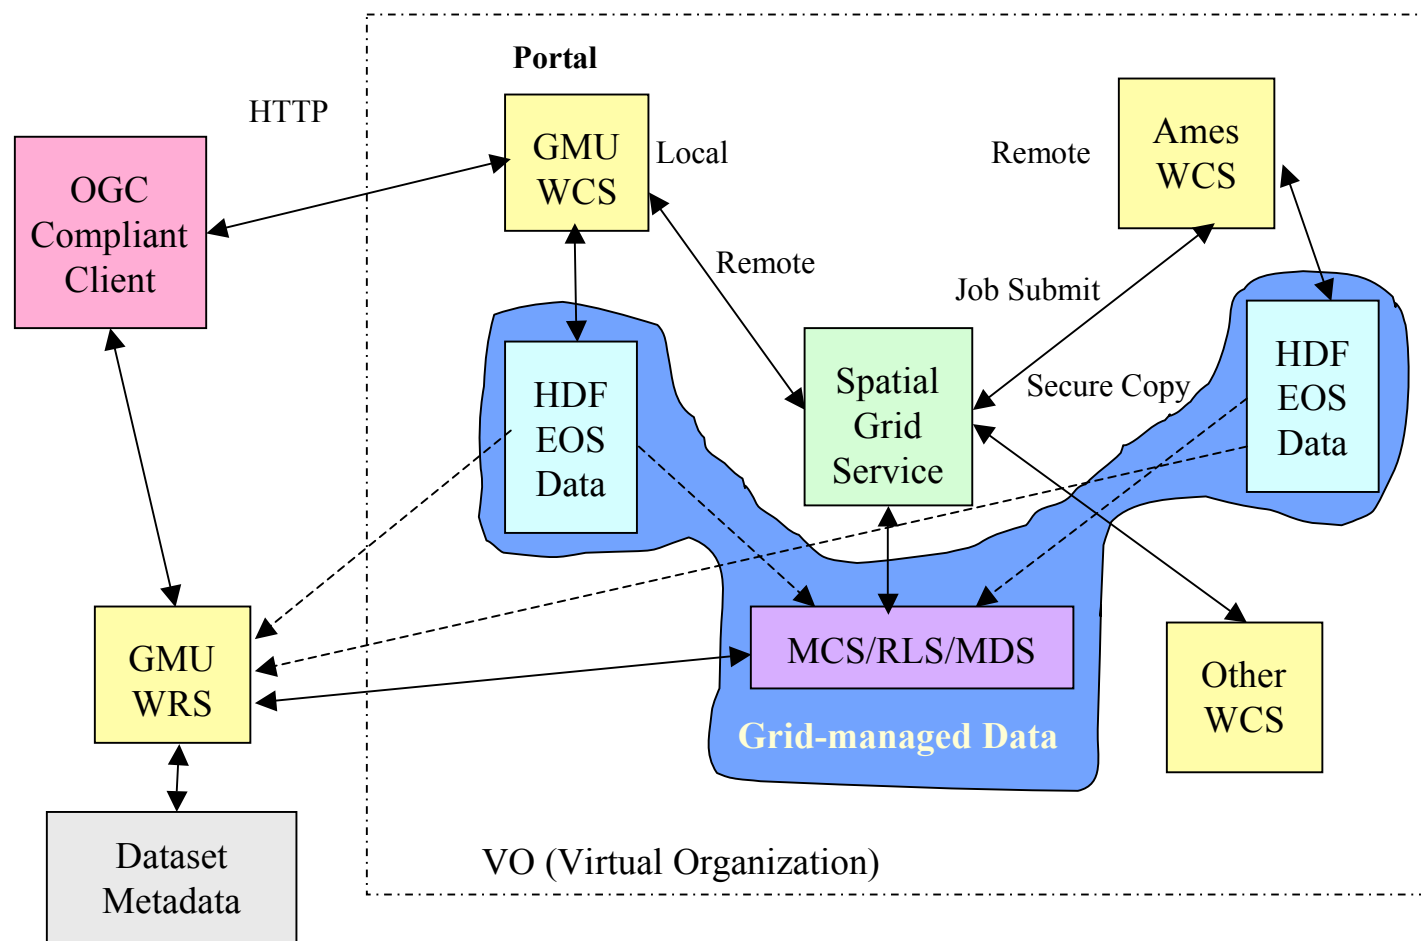 Portal
HTTP
GMU
WCS
Local
Remote
Ames
WCS
OGC
Compliant
Client
Remote
Job Submit
HDF
EOS
Data
Spatial
Grid
Service
Secure Copy
HDF
EOS
Data
GMU
WRS
MCS/RLS/MDS
Other
WCS
Grid-managed Data
Dataset
Metadata
VO (Virtual Organization)